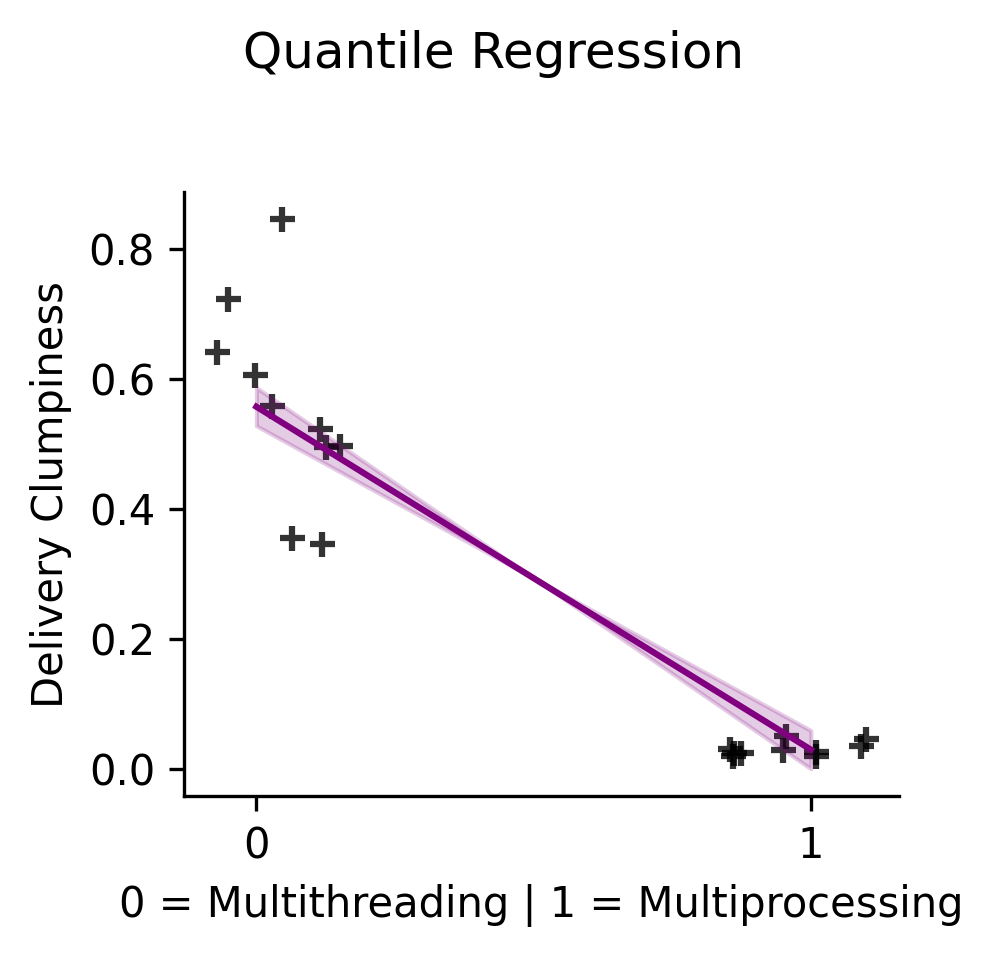 Quantile Regression
0.8
0.6
0.4
0.2
0.0
Delivery Clumpiness
0 1
0 = Multithreading | 1 = Multiprocessing